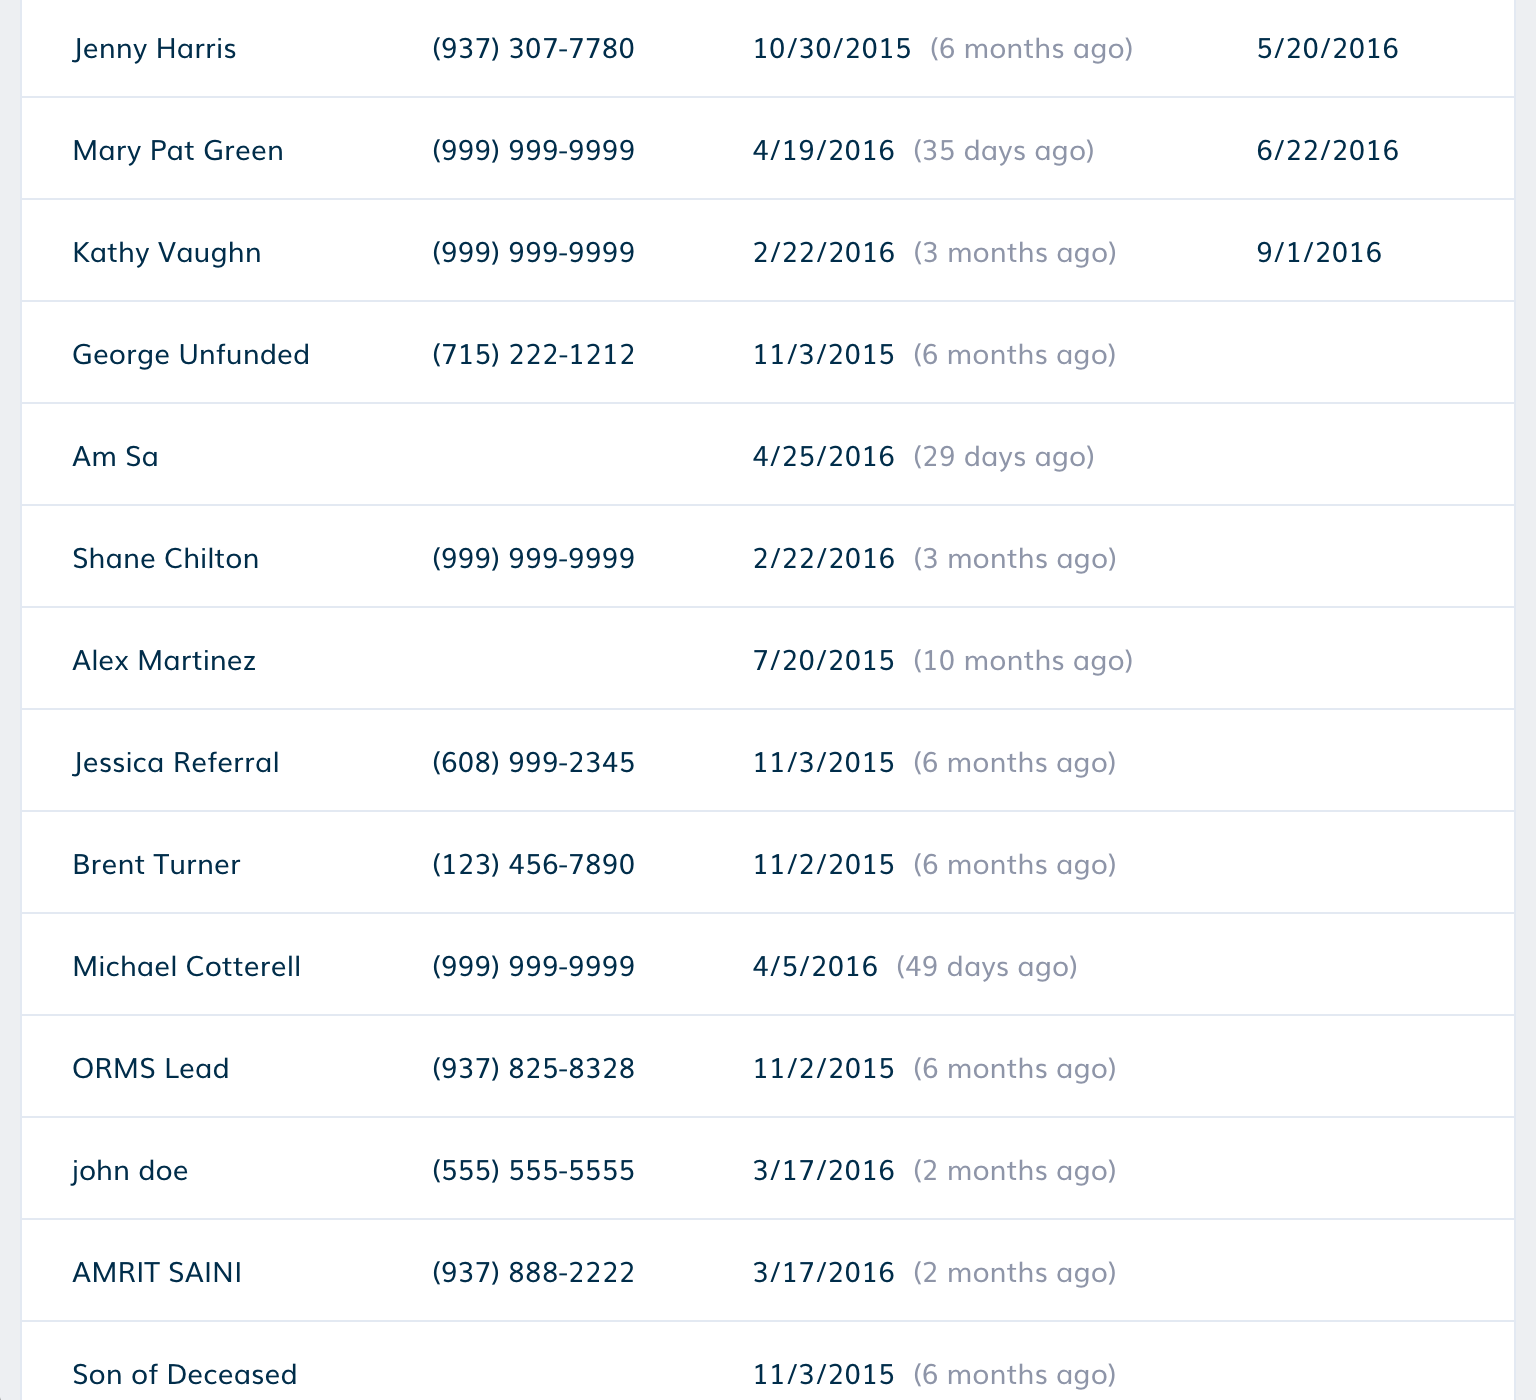 Jenny Harris (937) 307-7780 10/30/2015 (6 months ago) 5/20/2016
Mary Pat Green (999) 999-9999 4/19/2016 (35 days ago) 6/22/2016
Kathy Vaughn (999) 999-9999 2/22/2016 (3 months ago) 9/1/2016
George Unfunded (715) 222-1212 11/3/2015 (6 months ago)
Am Sa 4/25/2016 (29 days ago)
Shane Chilton (999) 999-9999 2/22/2016 (3 months ago)
Alex Martinez 7/20/2015 (10 months ago)
Jessica Referral (608) 999-2345 11/3/2015 (6 months ago)
Brent Turner (123) 456-7890 11/2/2015 (6 months ago)
Michael Cotterell (999) 999-9999 4/5/2016 (49 days ago)
ORMS Lead (937) 825-8328 11/2/2015 (6 months ago)
john doe (555) 555-5555 3/17/2016 (2 months ago)
AMRIT SAINI (937) 888-2222 3/17/2016 (2 months ago)
Son of Deceased 11/3/2015 (6 months ago)